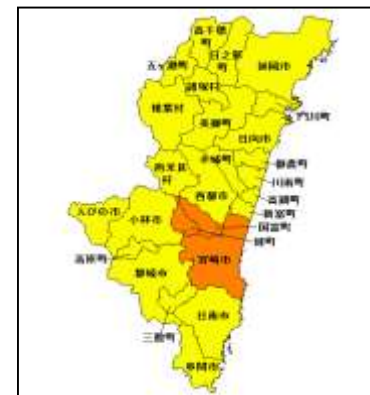 高千穂
町
日之影
町
延岡市
五ヶ瀬町
諸塚村
椎葉村
門川町
美郷町
日向市
木城町
都農町
西米良
村
川南町
西都市
高鍋町
新富町
えびの市
小林市
国富町
綾町
宮崎市
高原町
都城市
日南市
三股町
串間市